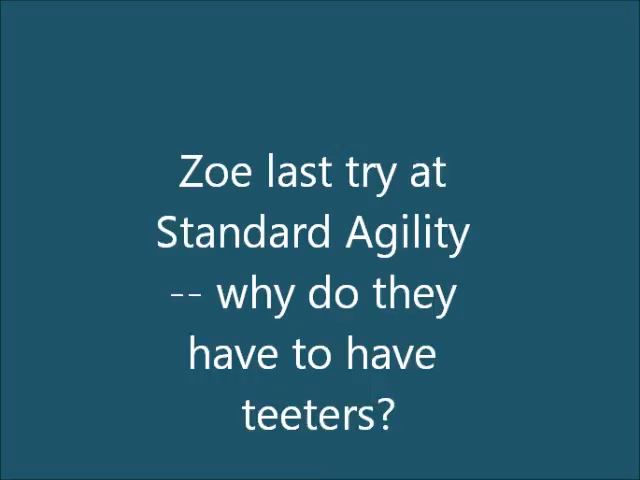 Zoe last try at
Standard Agility
-- why do they
have to have
teeters?